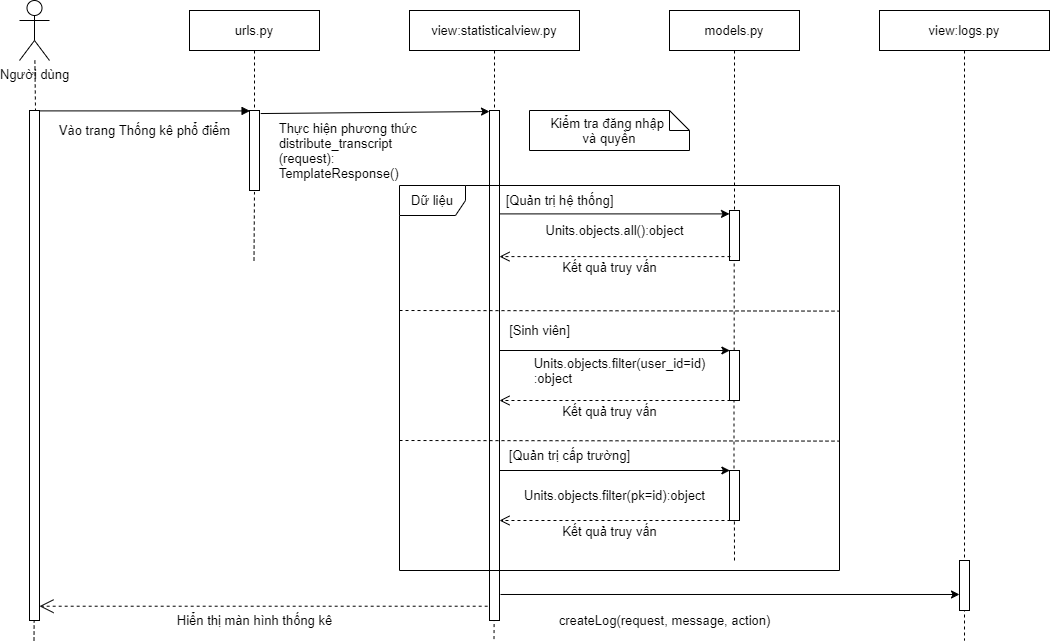 urls.py
view:statisticalview.py
models.py
view:logs.py
Người dùng
Vào trang Thống kê phổ điểm
Thực hiện phương thức
distribute_transcript
(request):
TemplateResponse()
Kiểm tra đăng nhập
và quyền
Dữ liệu
[Quản trị hệ thống]
Units.objects.all():object
Kết quả truy vấn
[Sinh viên]
Units.objects.filter(user_id=id)
:object
Kết quả truy vấn
[Quản trị cấp trường]
Units.objects.filter(pk=id):object
Kết quả truy vấn
Hiển thị màn hình thống kê
createLog(request, message, action)